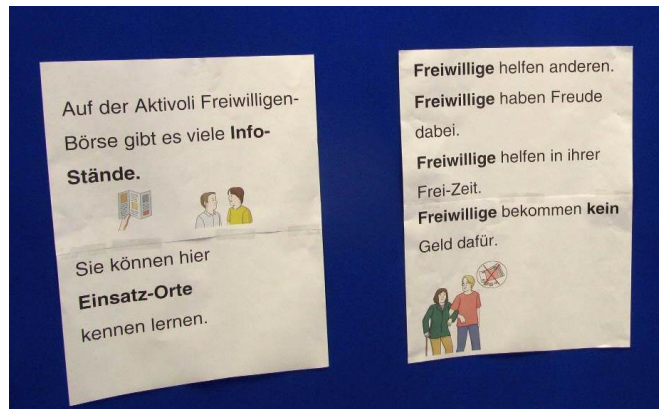 Auf der Aktivoli Freiwilligen-
Börse gibt es viele Info-
Stände.
Sie können hier
Einsatz-Orte
kennen lernen.
Freiwillige helfen anderen.
Freiwillige haben Freude
dabei.
Freiwillige helfen in ihrer
Frei-Zeit.
Freiwillige bekommen kein
Geld dafür.